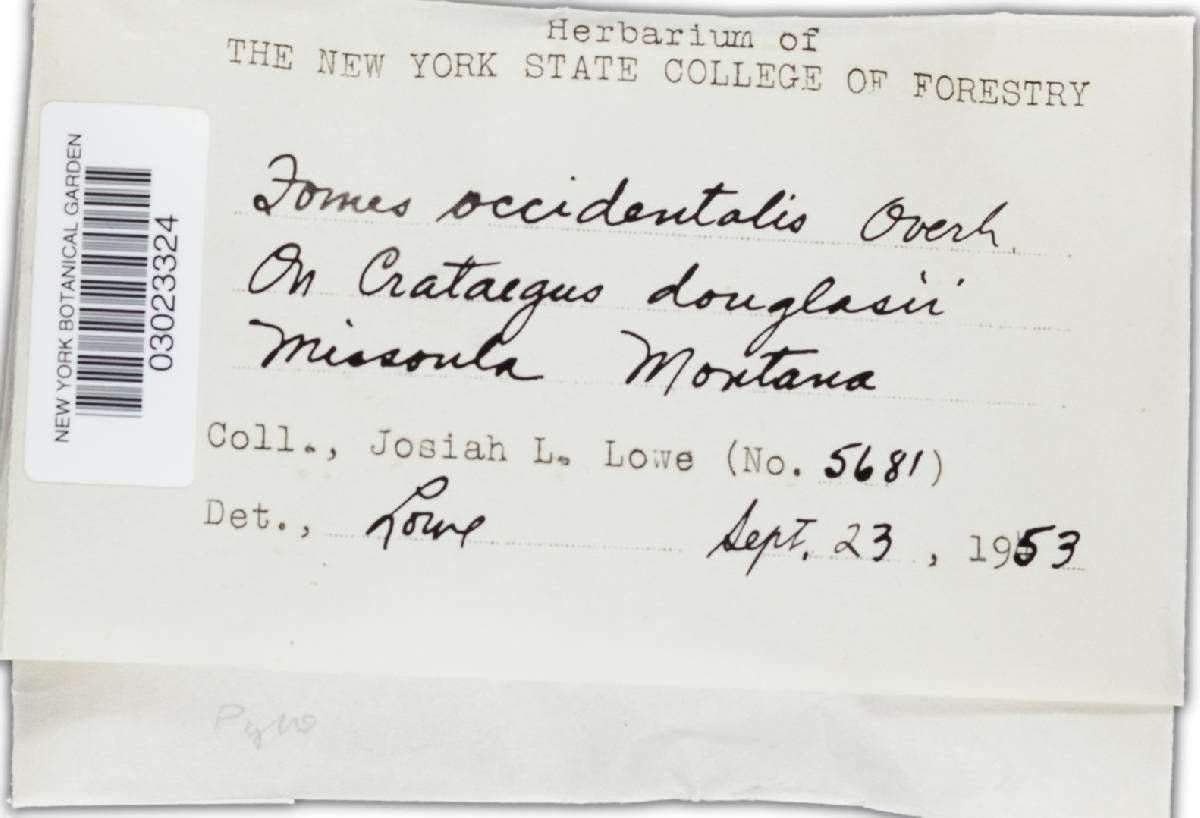 Herbarium of
THE NEW YORK STATE COLLEGE OF FORESTRY
NEW YORK BOTANICAL GARDEN
03023324
Fomes occidentalis Overh.
On Crataegus douglasii
Missoula Montana
Coll., Josiah L. Lowe (No. 5681)
Det., Lowe Sept. 23, 1953